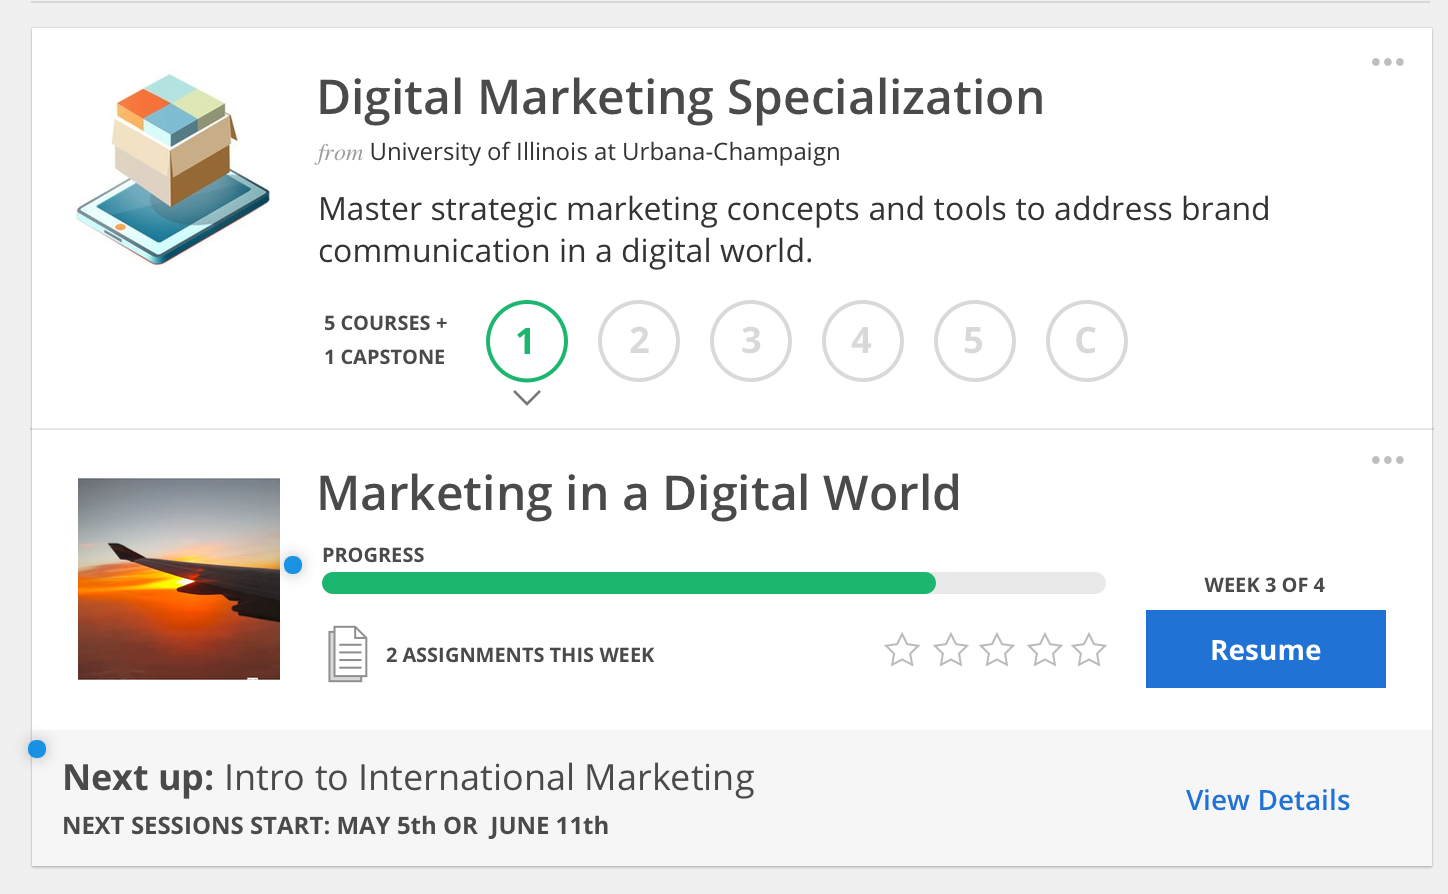 Digital Marketing Specialization
from University of Illinois at Urbana-Champaign
Master strategic marketing concepts and tools to address brand
communication in a digital world.
5 COURSES +
1 CAPSTONE
1 2 3 4 5 C
Marketing in a Digital World
PROGRESS
WEEK 3 OF 4
2 ASSIGNMENTS THIS WEEK
Resume
Next up: Intro to International Marketing
NEXT SESSIONS START: MAY 5th OR JUNE 11th
View Details